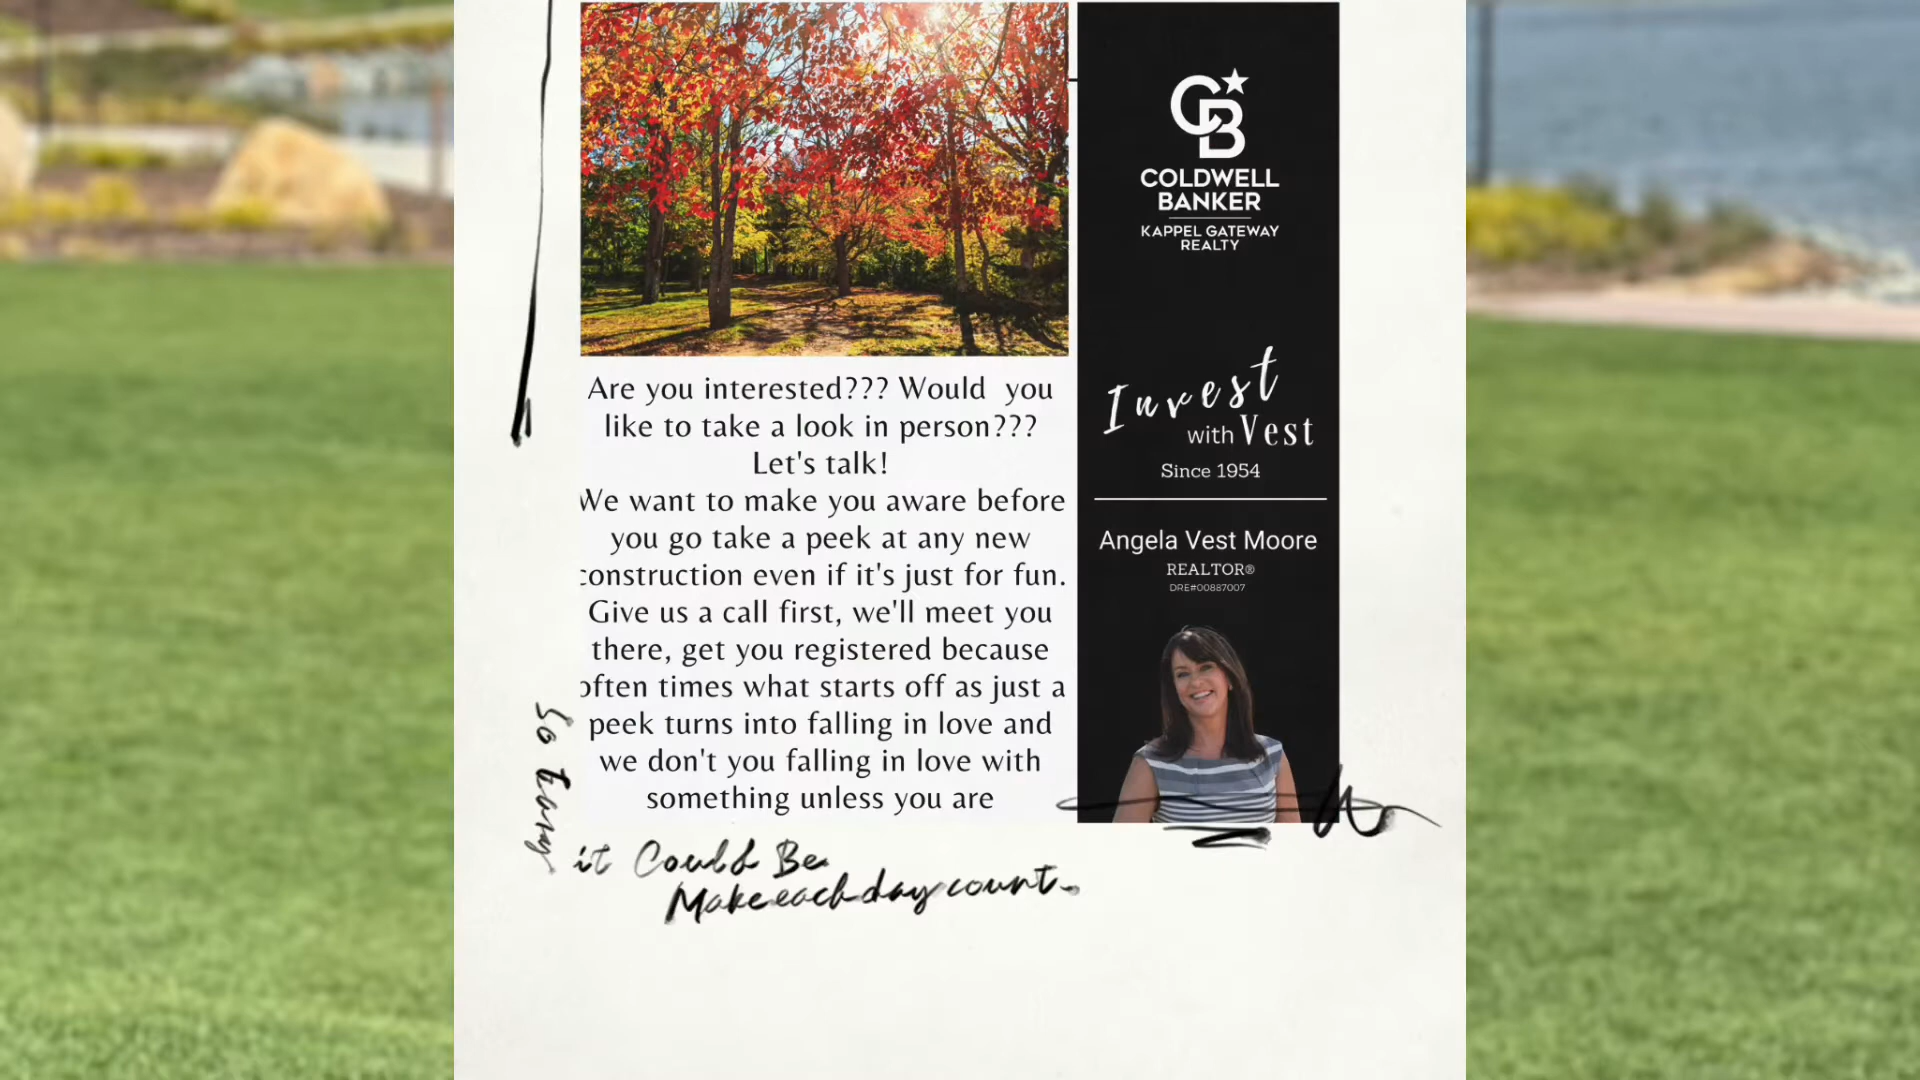 CB
COLDWELL
BANKER
KAPPEL GATEWAY
REALTY
Invest
with Vest
Since 1954
Angela Vest Moore
REALTOR®
DRE#00887007
Are you interested??? Would you
like to take a look in person???
Let's talk!
We want to make you aware before
you go take a peek at any new
construction even if it's just for fun.
Give us a call first, we'll meet you
there, get you registered because
often times what starts off as just a
peek turns into falling in love and
we don't you falling in love with
something unless you are
So
it Could Be
Make each day count.